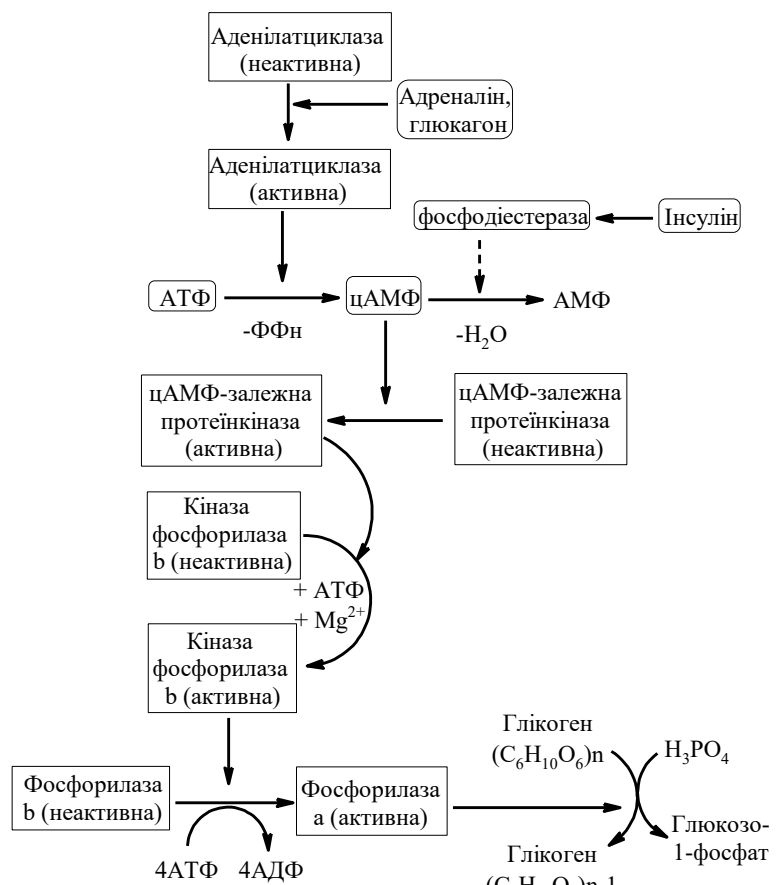 Аденілатциклаза
(неактивна)
Адреналін,
глюкагон
Аденілатциклаза
(активна)
фосфодіестераза
Інсулін
АТФ
цАМФ
АМФ
-ФФн
-H2O
цАМФ-залежна
протеїнкіназа
(активна)
цАМФ-залежна
протеїнкіназа
(неактивна)
Кіназа
фосфорилаза
b (неактивна)
+ АТФ
+ Mg2+
Кіназа
фосфорилаза
b (активна)
Глікоген
(C6H10O6)n
H3PO4
Фосфорилаза
b (неактивна)
Фосфорилаза
a (активна)
4АТФ 4АДФ
Глюкозо-
1-фосфат
Глікоген